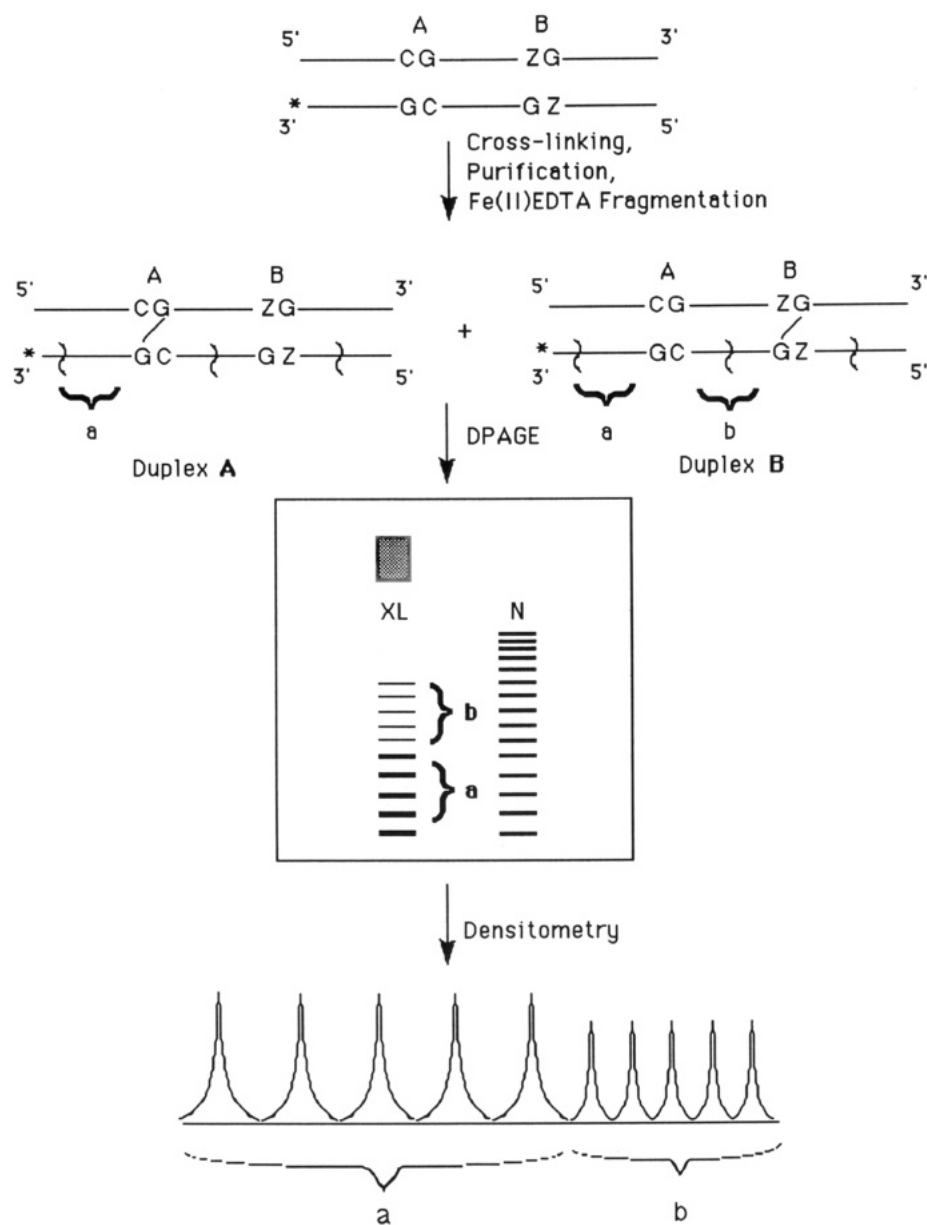 A B
5' CG ZG 3'
* GC GZ
3' 5'
Cross-linking,
Purification,
Fe(II)EDTA Fragmentation
A B
5' CG ZG 3'
* GC GZ
3' 5'
a
Duplex A
+
A B
5' CG ZG 3'
* GC GZ
3' 5'
a b
Duplex B
DPAGE
XL N
b
a
Densitometry
a b